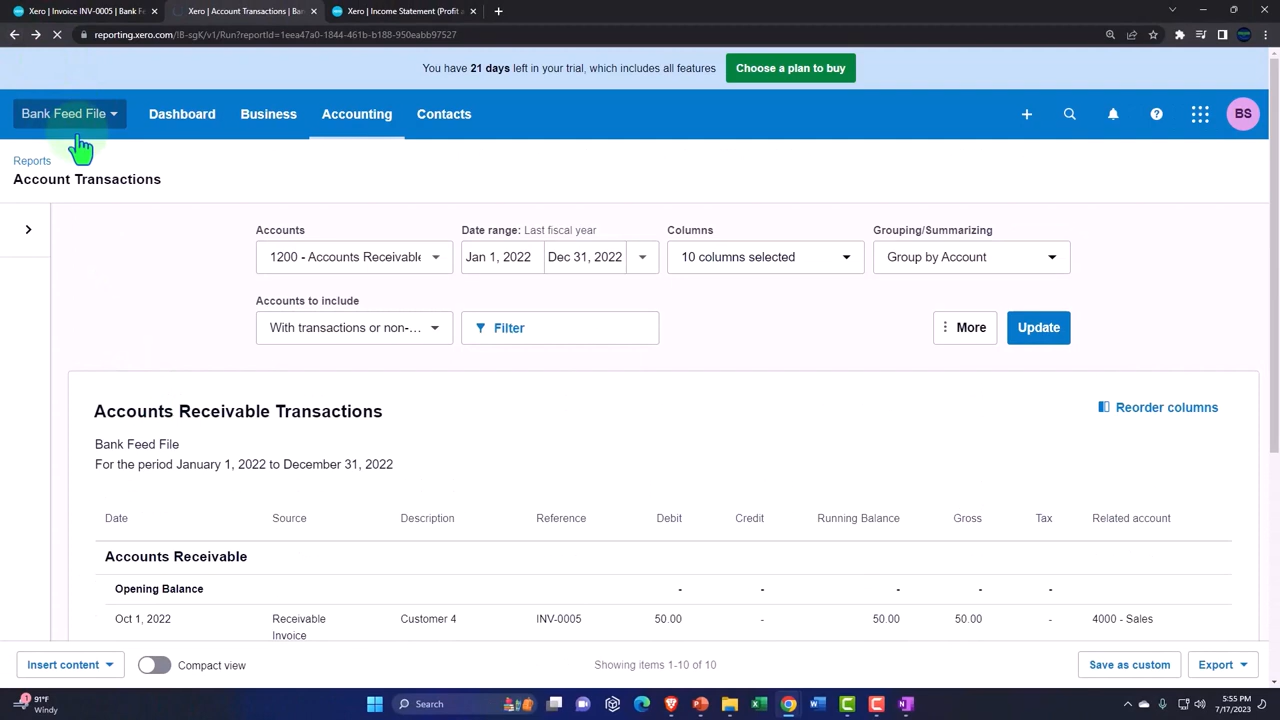 Xero | Invoice INV-0005 | Bank F
Xero | Account Transactions | Ban
Xero | Income Statement (Profit a
reporting.xero.com/!B-sgK/v1/Run?reportId=1eea47a0-1844-461b-b188-950eabb97527
You have 21 days left in your trial, which includes all features
Choose a plan to buy
Bank Feed File
Dashboard
Business
Accounting
Contacts
BS
Reports
Account Transactions
Accounts
Date range: Last fiscal year
Columns
Grouping/Summarizing
1200 - Accounts Receivable
Jan 1, 2022
Dec 31, 2022
10 columns selected
Group by Account
Accounts to include
With transactions or non-...
Filter
More
Update
Accounts Receivable Transactions
Reorder columns
Bank Feed File
For the period January 1, 2022 to December 31, 2022
Date Source Description Reference Debit Credit Running Balance Gross Tax Related account
Accounts Receivable
Opening Balance - - - - -
Oct 1, 2022 Receivable Customer 4 INV-0005 50.00 - 50.00 50.00 - 4000 - Sales
Invoice
Insert content
Compact view
Showing items 1-10 of 10
Save as custom
Export
1
91°F
Windy
Search
5:55 PM
7/17/2023